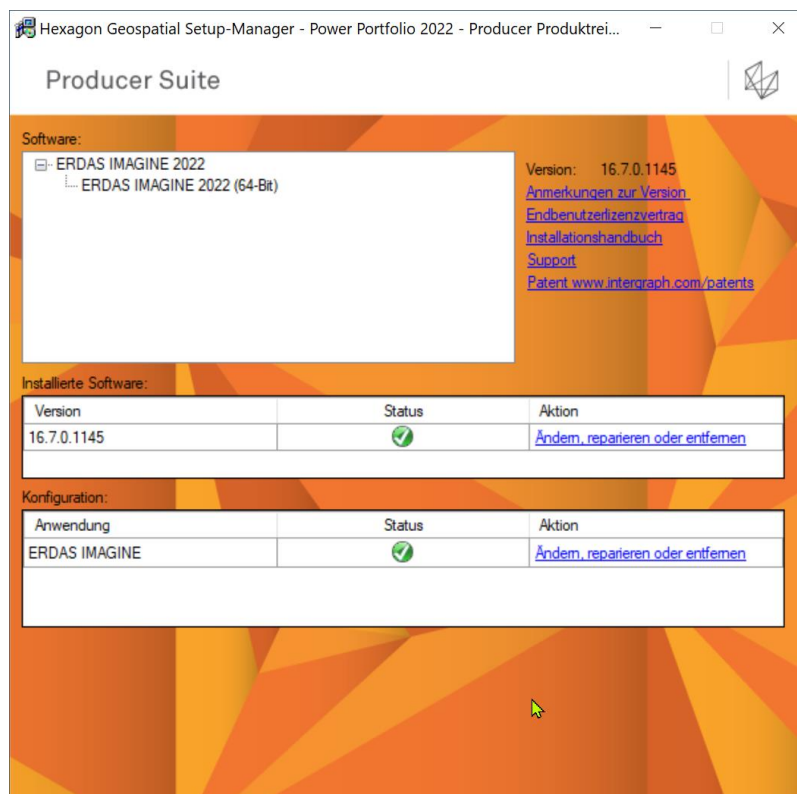 Hexagon Geospatial Setup-Manager - Power Portfolio 2022 - Producer Produktrei...
Producer Suite
Software:
ERDAS IMAGINE 2022
ERDAS IMAGINE 2022 (64-Bit)
Version: 16.7.0.1145
Anmerkungen zur Version
Endbenutzerlizenzvertrag
Installationshandbuch
Support
Patent www.intergraph.com/patents
Installierte Software:
Version Status Aktion
16.7.0.1145 Ändern, reparieren oder entfernen
Konfiguration:
Anwendung Status Aktion
ERDAS IMAGINE Ändern, reparieren oder entfernen